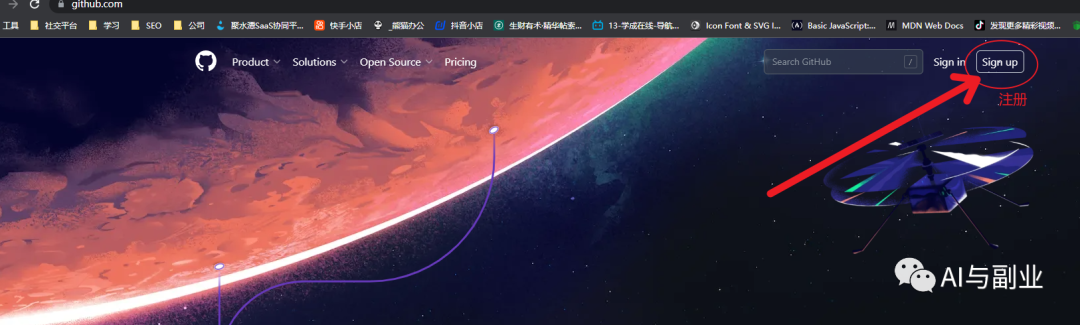 github.com
工具 社交平台 学习 SEO 公司 聚水潭SaaS协同平... 快手小店 _熊猫办公 抖音小店 生财有术·精华帖索... 13-学成在线-导航... Icon Font & SVG I... Basic JavaScript:... MDN Web Docs 发现更多精彩视频...
Product Solutions Open Source Pricing Search GitHub / Sign in Sign up
注册
AI与副业